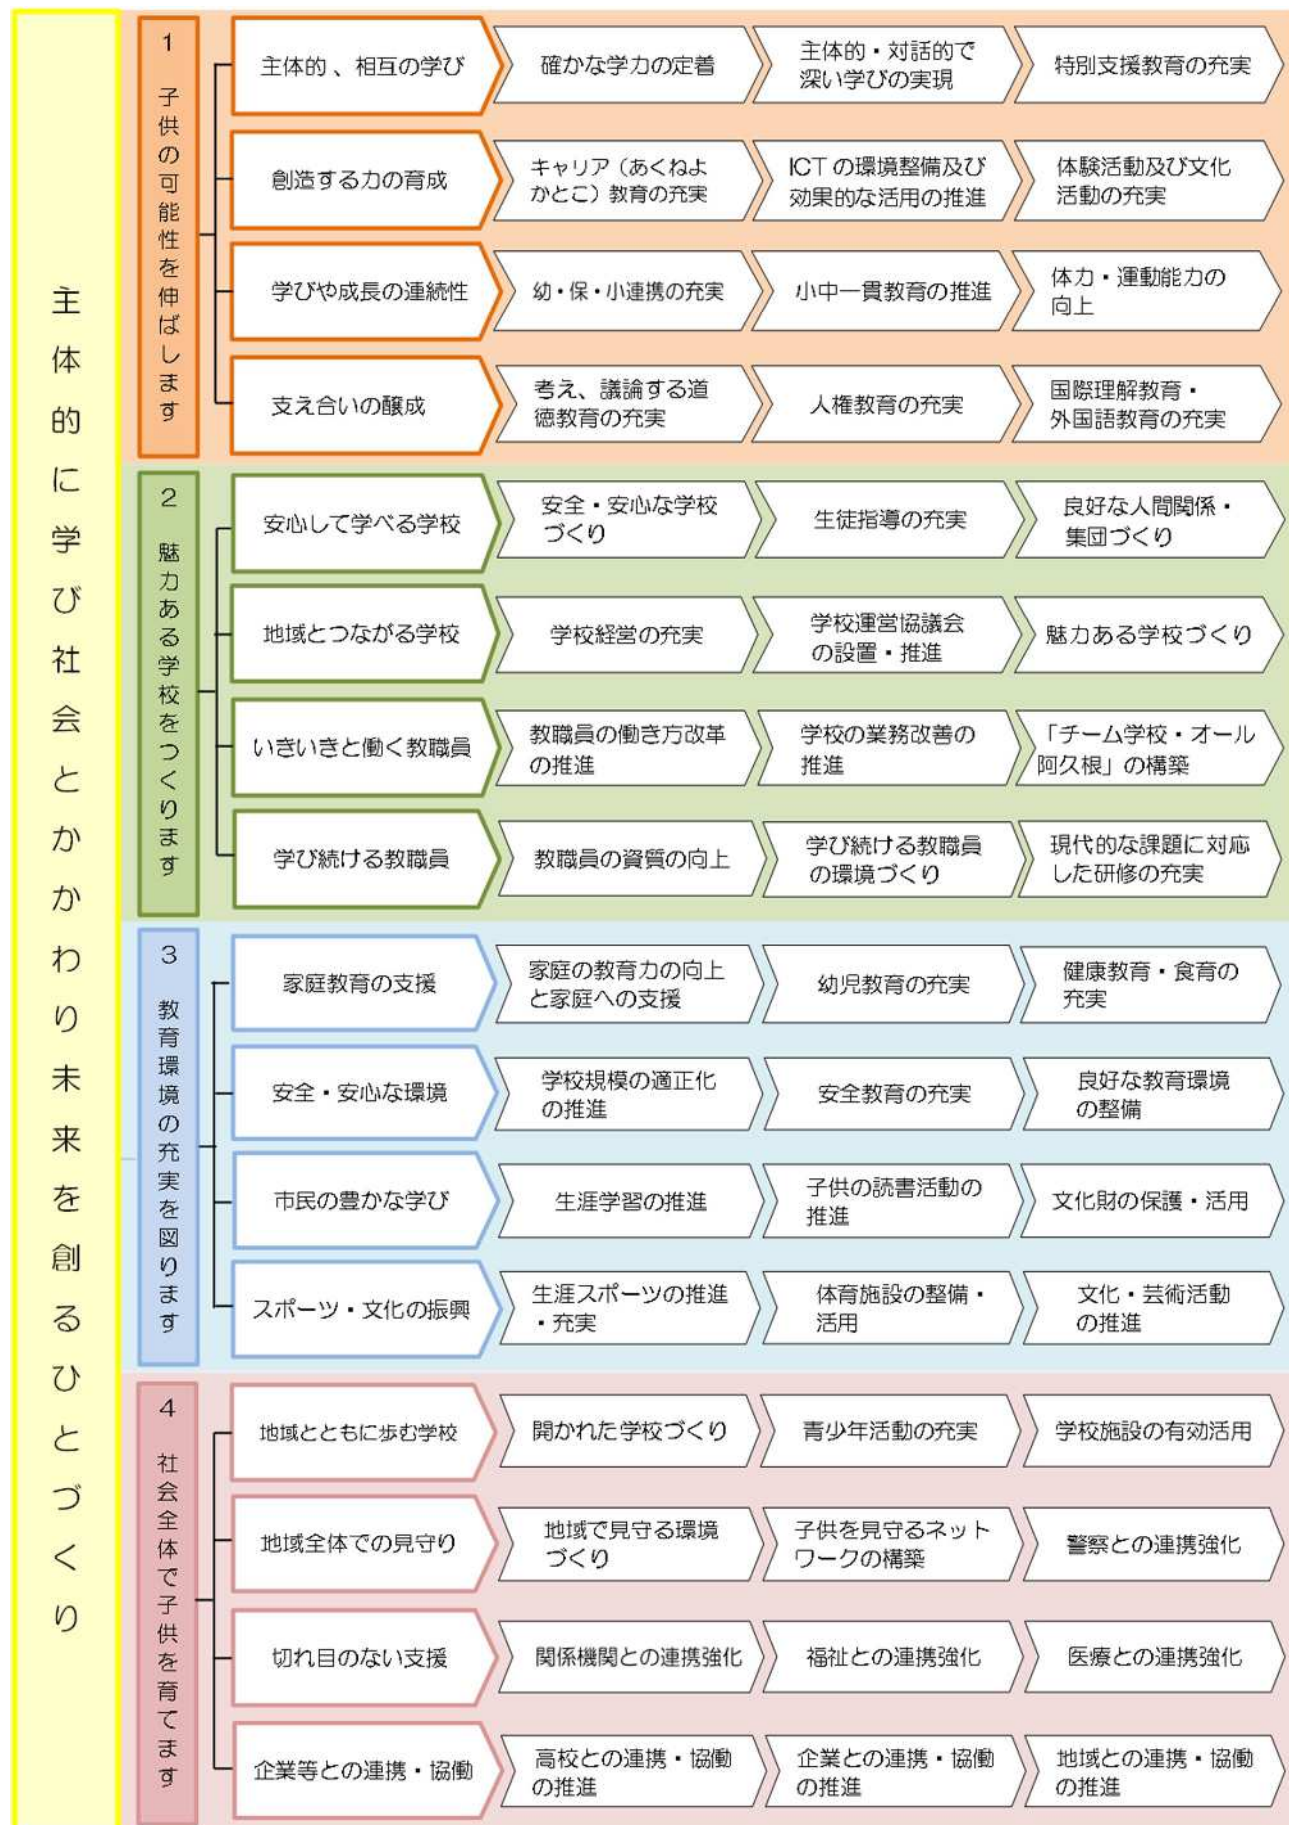 主体的に学び社会とかかわり未来を創るひとづくり
1 子供の可能性を伸ばします
主体的、相互の学び
確かな学力の定着
主体的・対話的で
深い学びの実現
特別支援教育の充実
創造する力の育成
キャリア（あくねよ
かとこ）教育の充実
ICTの環境整備及び
効果的な活用の推進
体験活動及び文化
活動の充実
学びや成長の連続性
幼・保・小連携の充実
小中一貫教育の推進
体力・運動能力の
向上
支え合いの醸成
考え、議論する道
徳教育の充実
人権教育の充実
国際理解教育・
外国語教育の充実
2 魅力ある学校をつくります
安心して学べる学校
安全・安心な学校
づくり
生徒指導の充実
良好な人間関係・
集団づくり
地域とつながる学校
学校経営の充実
学校運営協議会
の設置・推進
魅力ある学校づくり
いきいきと働く教職員
教職員の働き方改革
の推進
学校の業務改善の
推進
「チーム学校・オール
阿久根」の構築
学び続ける教職員
教職員の資質の向上
学び続ける教職員
の環境づくり
現代的な課題に対応
した研修の充実
3 教育環境の充実を図ります
家庭教育の支援
家庭の教育力の向上
と家庭への支援
幼児教育の充実
健康教育・食育の
充実
安全・安心な環境
学校規模の適正化
の推進
安全教育の充実
良好な教育環境
の整備
市民の豊かな学び
生涯学習の推進
子供の読書活動の
推進
文化財の保護・活用
スポーツ・文化の振興
生涯スポーツの推進
・充実
体育施設の整備・
活用
文化・芸術活動
の推進
4 社会全体で子供を育てます
地域とともに歩む学校
開かれた学校づくり
青少年活動の充実
学校施設の有効活用
地域全体での見守り
地域で見守る環境
づくり
子供を見守るネット
ワークの構築
警察との連携強化
切れ目のない支援
関係機関との連携強化
福祉との連携強化
医療との連携強化
企業等との連携・協働
高校との連携・協働
の推進
企業との連携・協働
の推進
地域との連携・協働
の推進